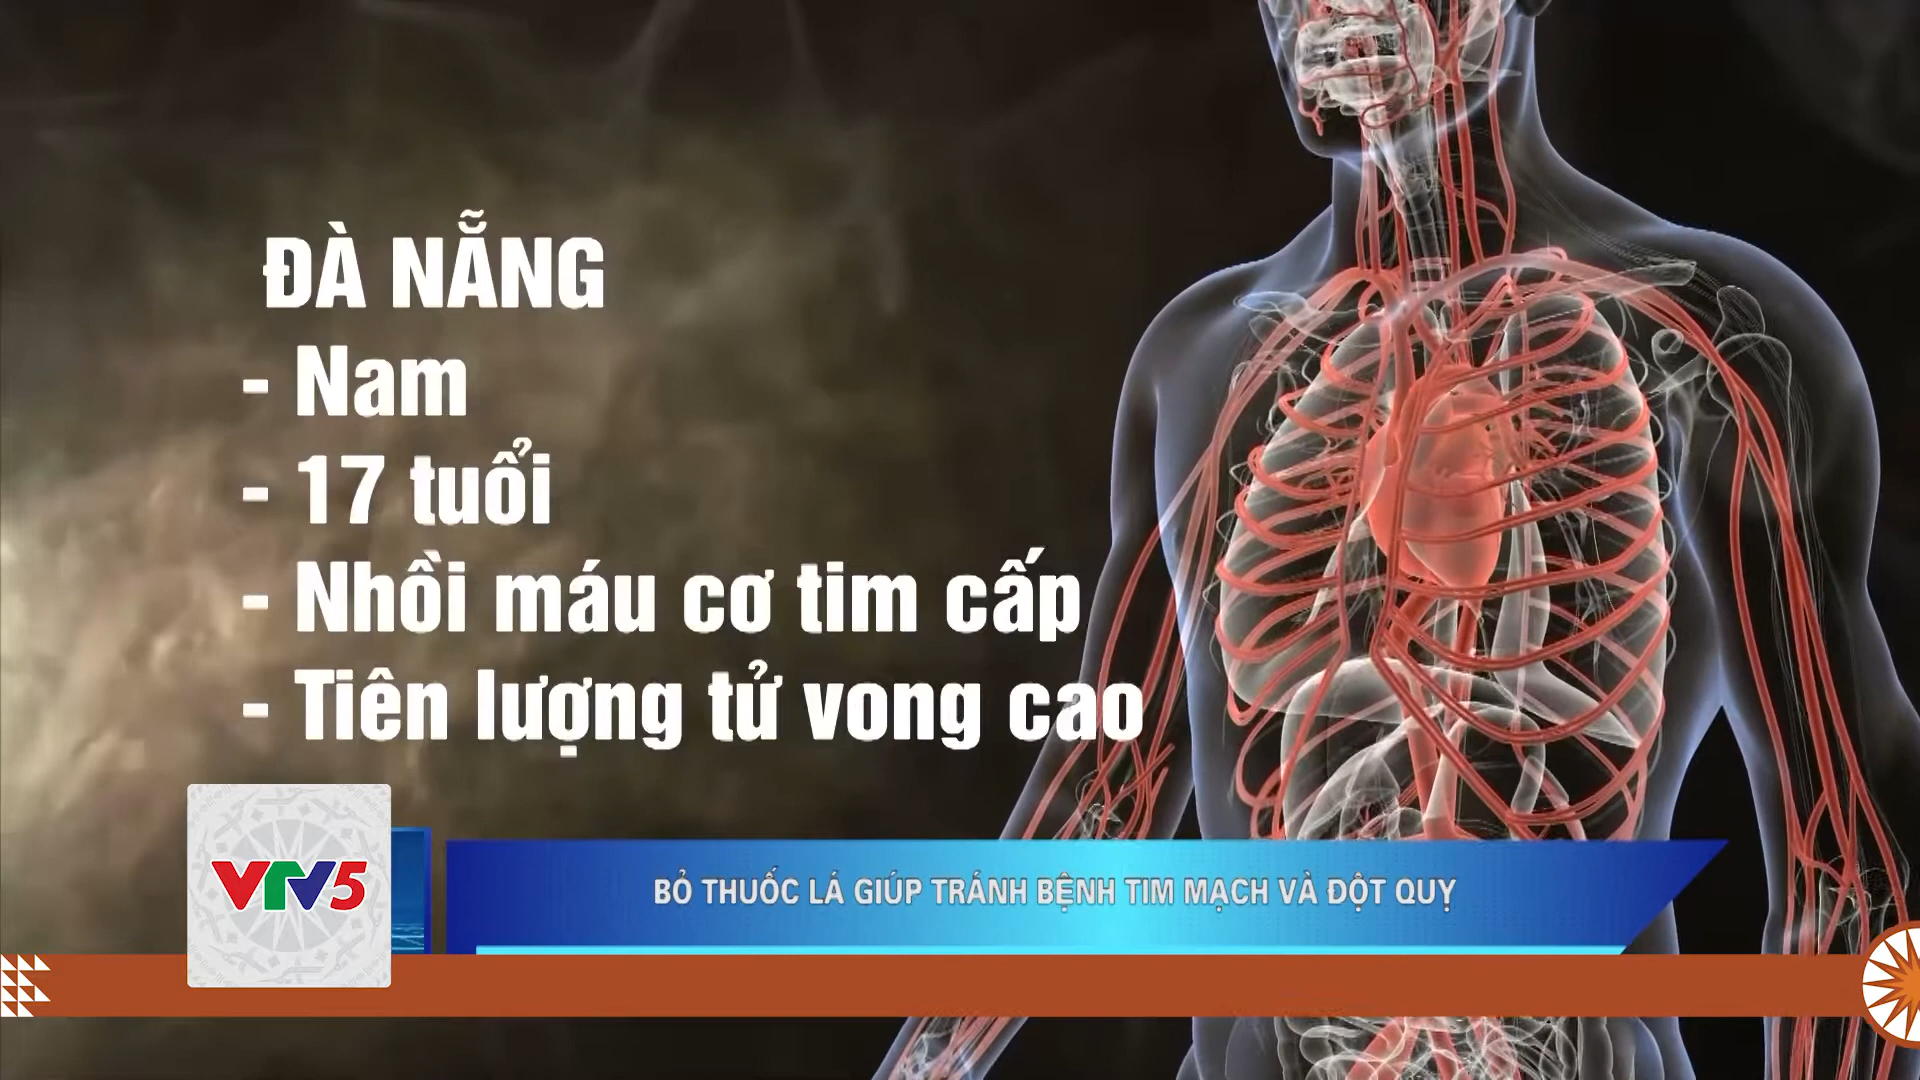 ĐÀ NẴNG
- Nam
- 17 tuổi
- Nhồi máu cơ tim cấp
- Tiên lượng tử vong cao
VTV5
BỎ THUỐC LÁ GIÚP TRÁNH BỆNH TIM MẠCH VÀ ĐỘT QUỴ